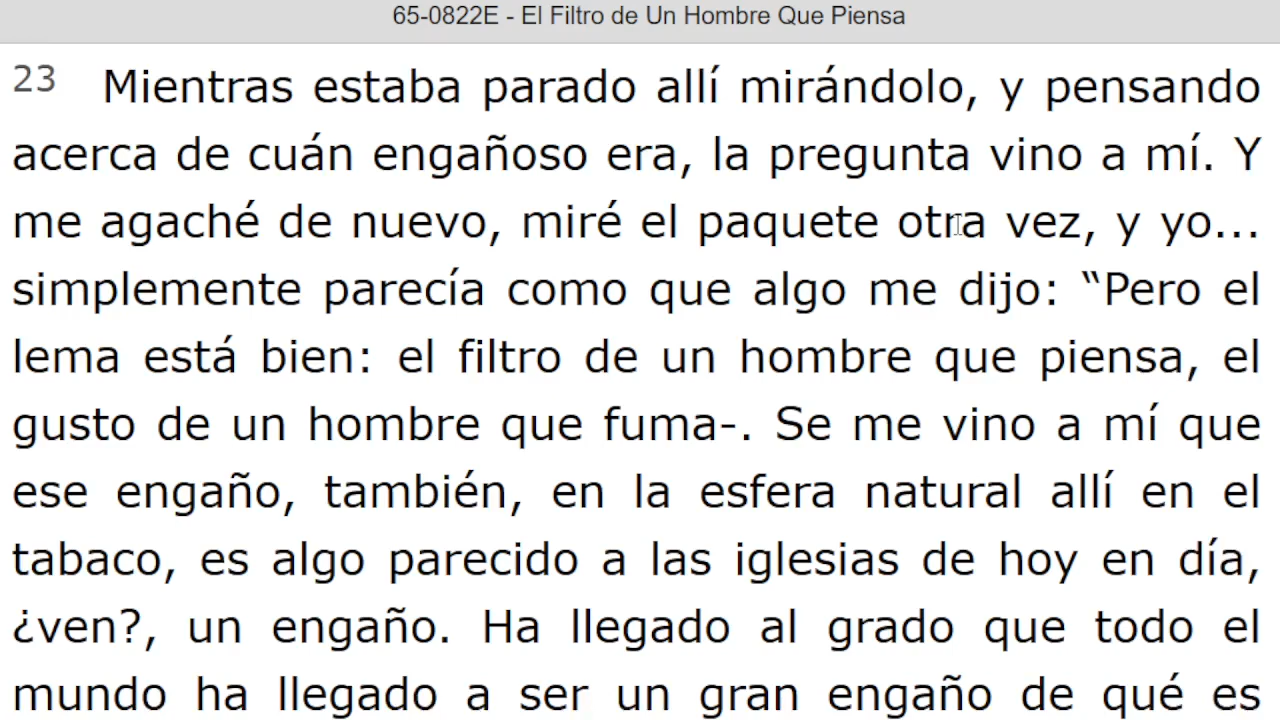 65-0822E - El Filtro de Un Hombre Que Piensa
23 Mientras estaba parado allí mirándolo, y pensando
acerca de cuán engañoso era, la pregunta vino a mí. Y
me agaché de nuevo, miré el paquete otra vez, y yo...
simplemente parecía como que algo me dijo: “Pero el
lema está bien: el filtro de un hombre que piensa, el
gusto de un hombre que fuma-. Se me vino a mí que
ese engaño, también, en la esfera natural allí en el
tabaco, es algo parecido a las iglesias de hoy en día,
¿ven?, un engaño. Ha llegado al grado que todo el
mundo ha llegado a ser un gran engaño de qué es